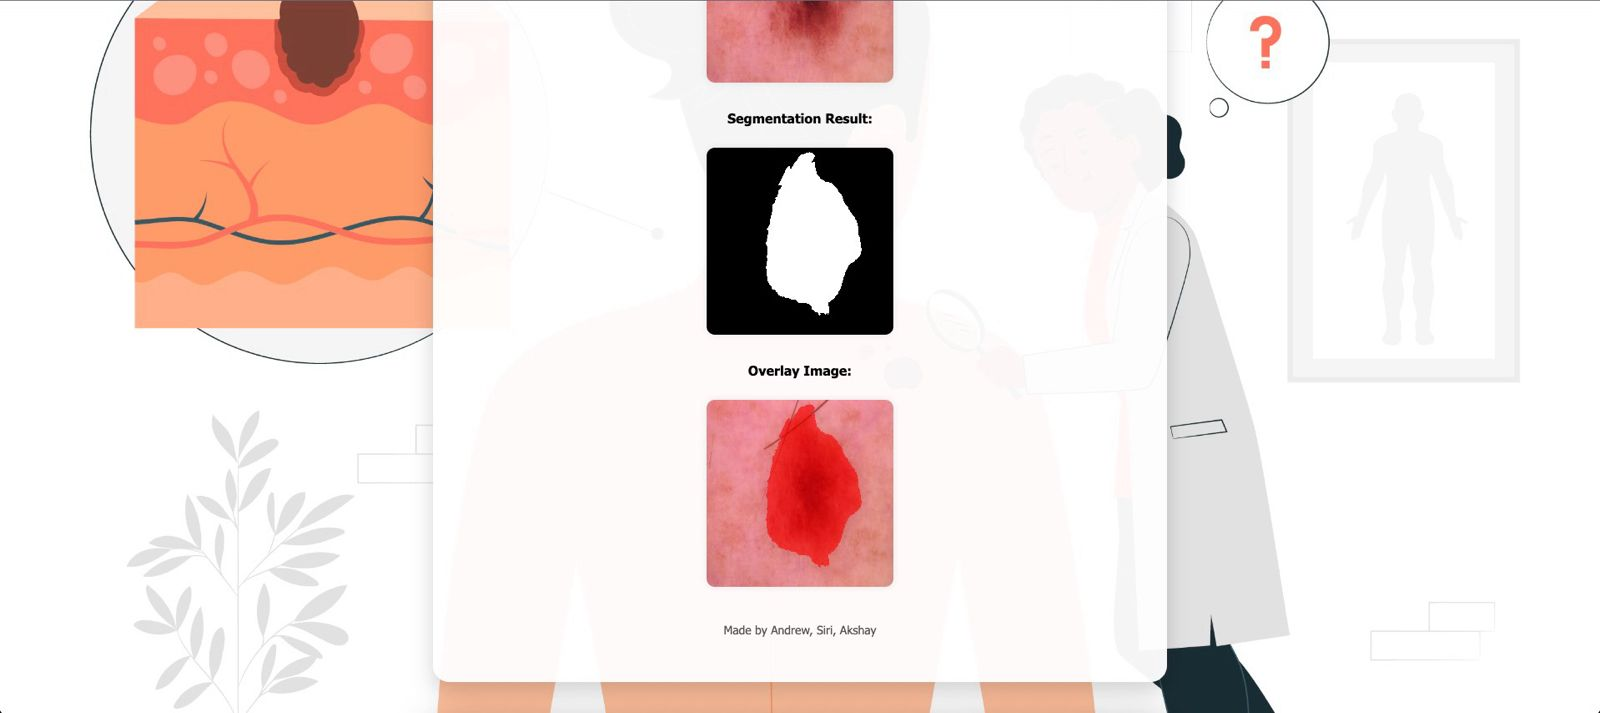 ?
Segmentation Result:
Overlay Image:
Made by Andrew, Siri, Akshay